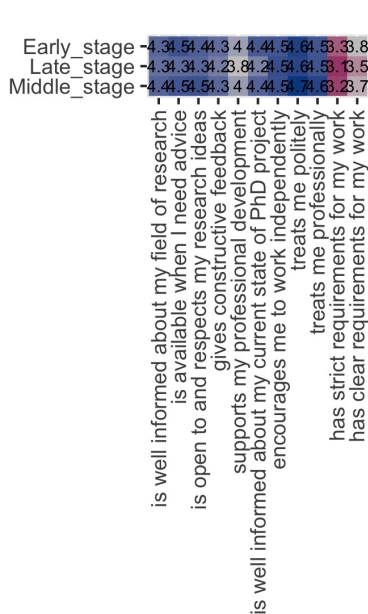 Early_stage 4.3 4.5 4.4 4.3 4 4.4 4.5 4.6 4.5 3.3 3.8
Late_stage 4.3 4.3 4.3 4.2 3.8 4.2 4.5 4.6 4.5 3.1 3.5
Middle_stage 4.4 4.5 4.5 4.3 4 4.4 4.5 4.7 4.6 3.2 3.7
is well informed about my field of research
is available when I need advice
is open to and respects my research ideas
gives constructive feedback
supports my professional development
is well informed about my current state of PhD project
encourages me to work independently
treats me politely
treats me professionally
has strict requirements for my work
has clear requirements for my work